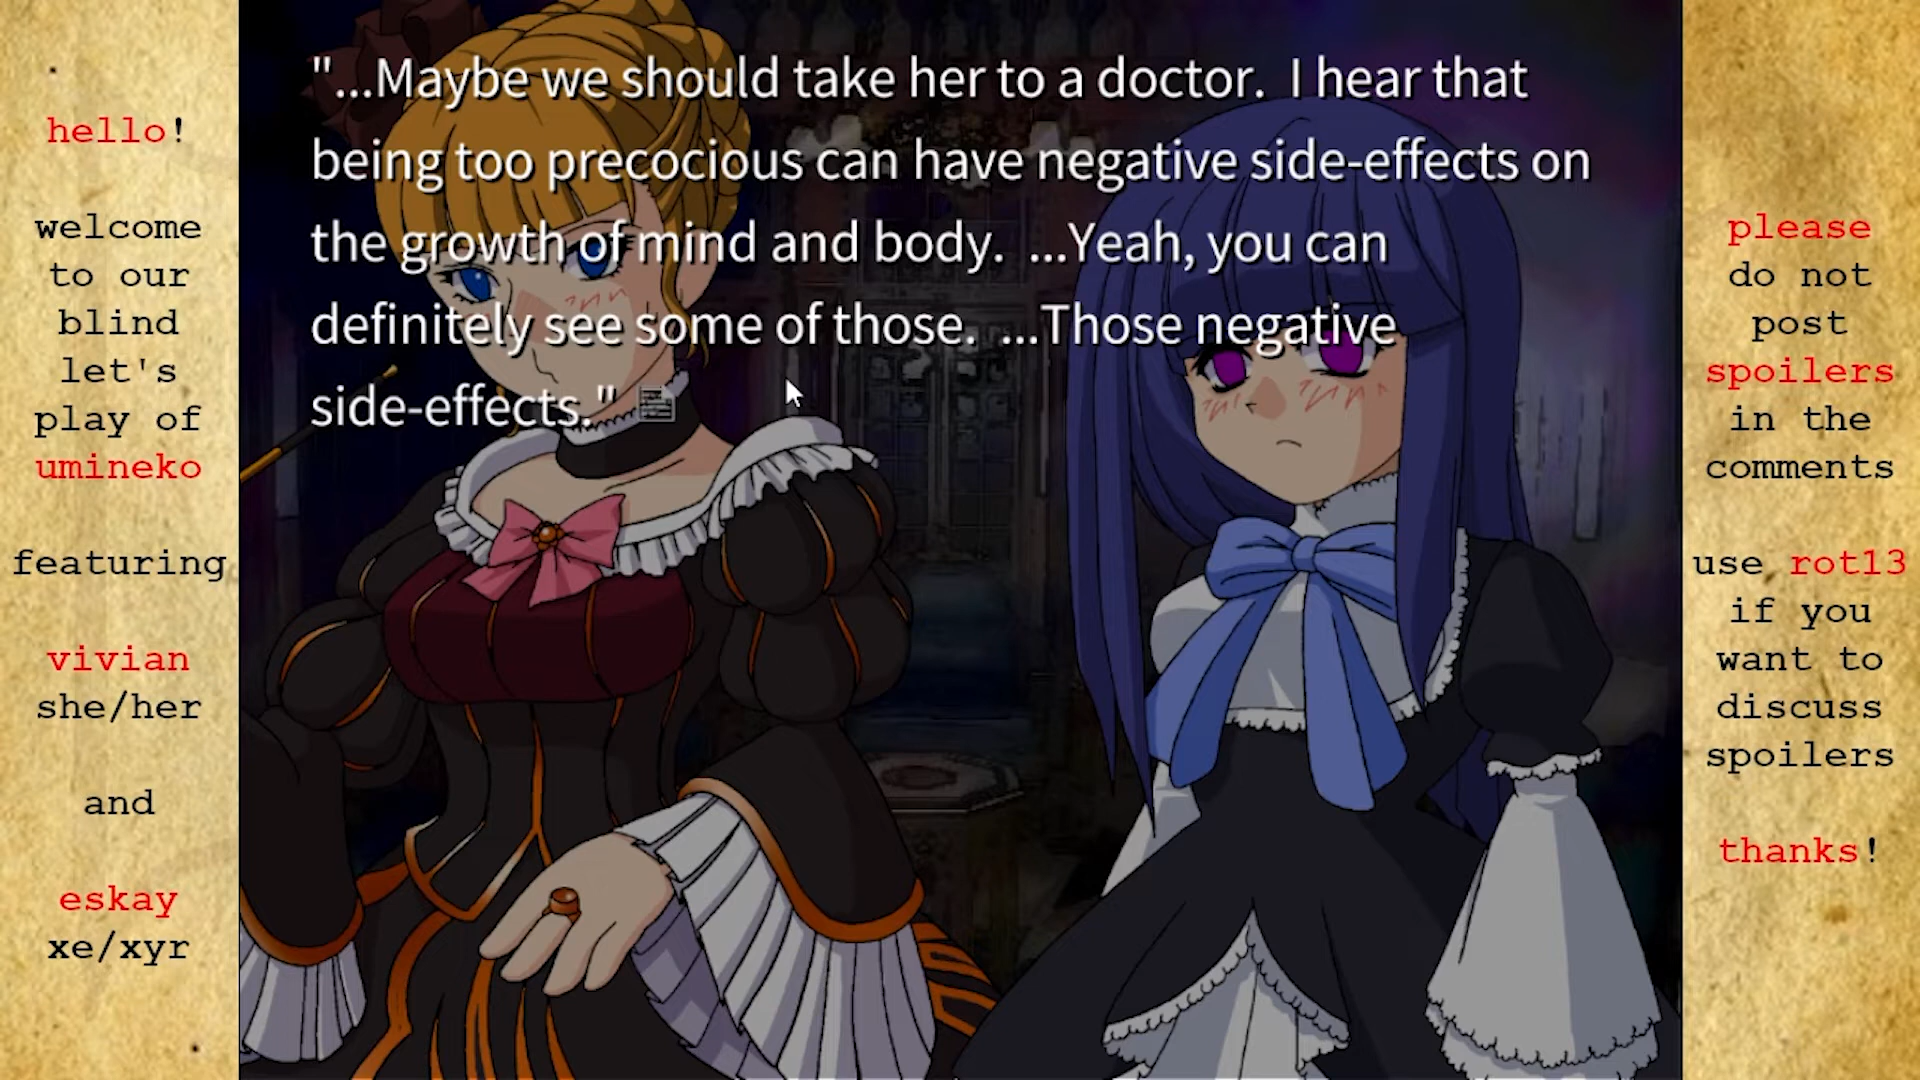 hello!
welcome
to our
blind
let's
play of
umineko
featuring
vivian
she/her
and
eskay
xe/xyr
"...Maybe we should take her to a doctor.  I hear that
being too precocious can have negative side-effects on
the growth of mind and body.  ...Yeah, you can
definitely see some of those.  ...Those negative
side-effects."
please
do not
post
spoilers
in the
comments
use rot13
if you
want to
discuss
spoilers
thanks!